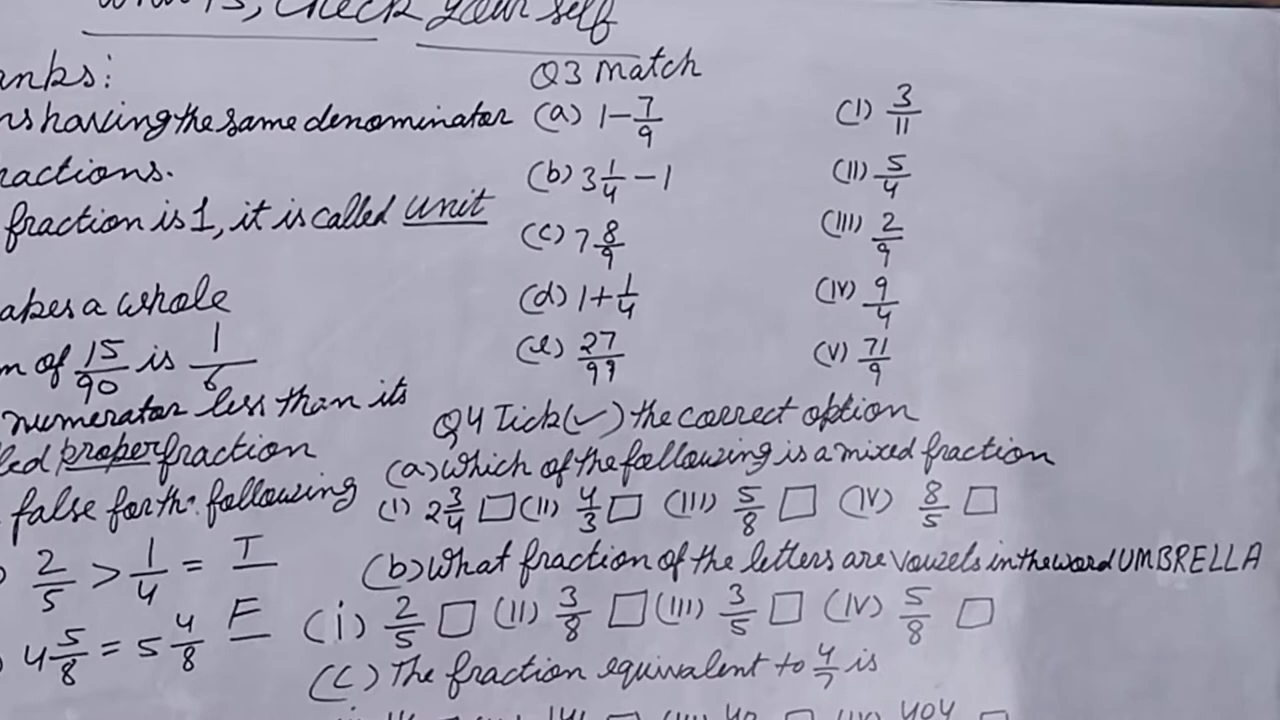 , Check your self
anks:
ns having the same denominator
ractions.
fraction is 1, it is called unit
akes a whole
m of 15/90 is 1/6
numerator less than its
led proper fraction
false for the following
2/5 > 1/4 = T
4 5/8 = 5 4/8 F
Q3 Match
(a) 1 - 7/9 (I) 3/11
(b) 3 1/4 - 1 (II) 5/4
(c) 7 8/9 (III) 2/9
(d) 1 + 1/4 (IV) 9/4
(e) 27/99 (V) 71/9
Q4 Tick (✓) the correct option
(a) Which of the following is a mixed fraction
(I) 2 3/4 □ (II) 4/3 □ (III) 5/8 □ (IV) 8/5 □
(b) What fraction of the letters are vowels in the word UMBRELLA
(i) 2/5 □ (II) 3/8 □ (III) 3/5 □ (IV) 5/8 □
(C) The fraction equivalent to 4/7 is